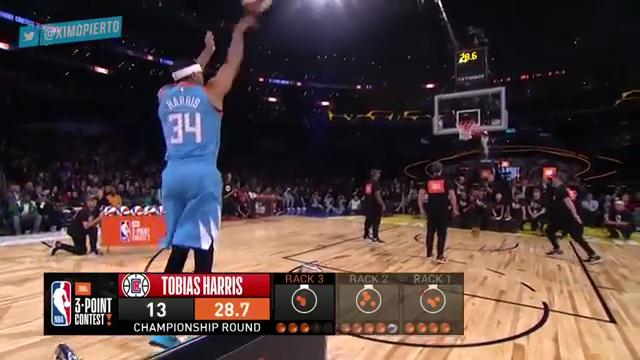 @XIMOPIERTO
28.6
HARRIS
34
JBL
3-POINT
CONTEST
NBA
TOBIAS HARRIS
13 28.7
CHAMPIONSHIP ROUND
RACK 3 RACK 2 RACK 1